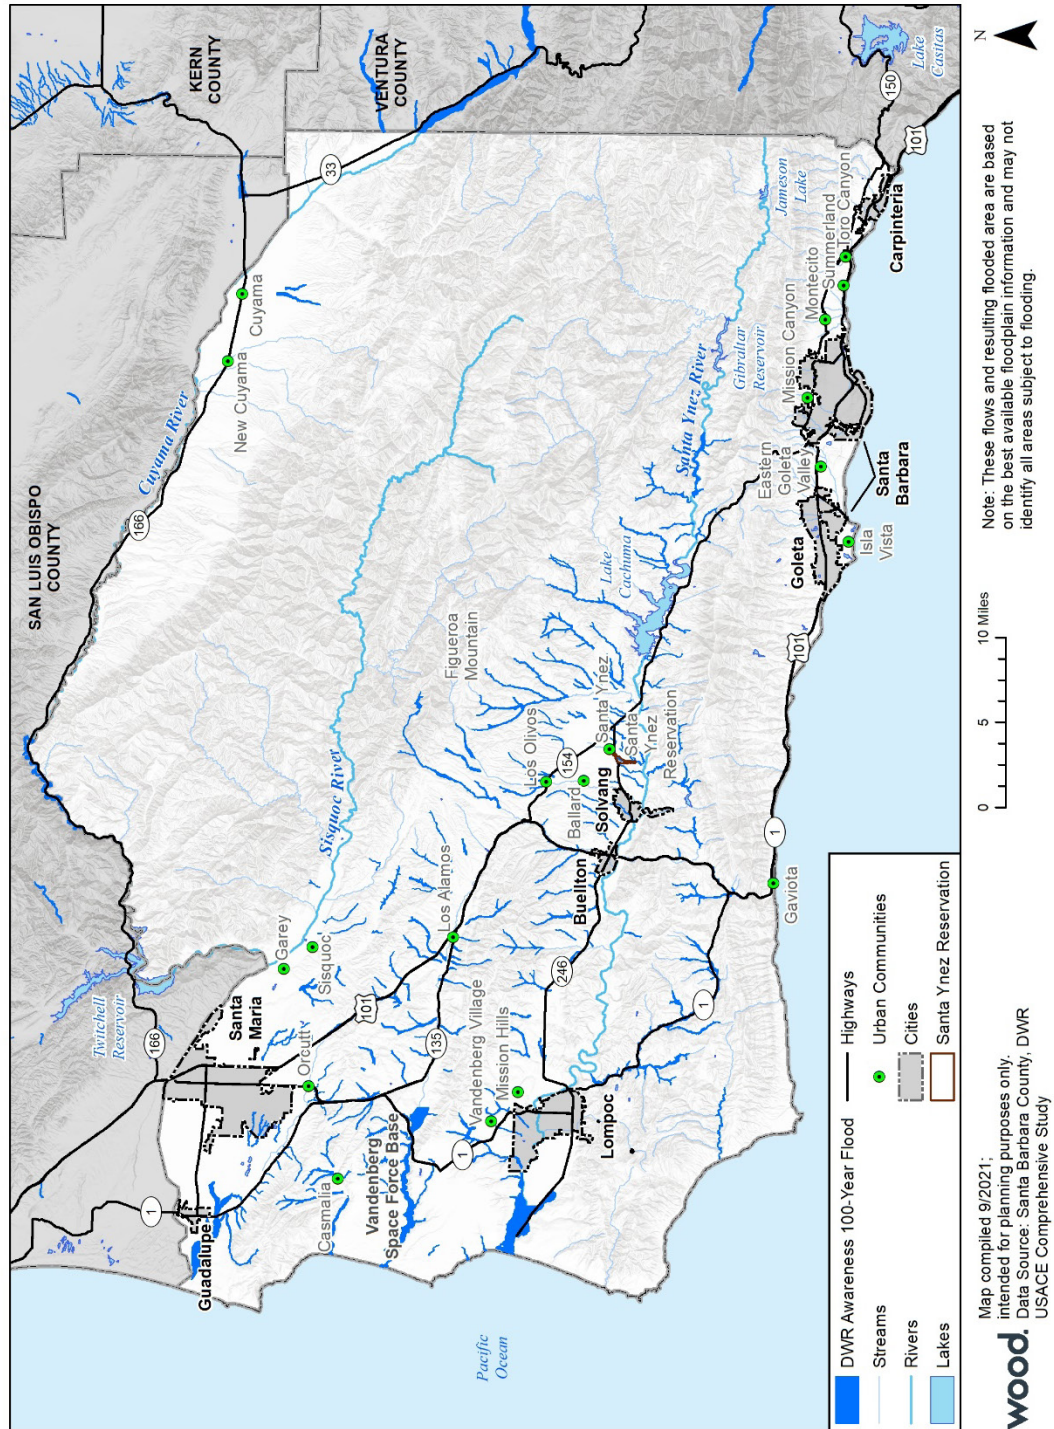 SAN LUIS OBISPO
COUNTY
KERN
COUNTY
VENTURA
COUNTY
Twitchell
Reservoir
166
Cuyama River
166
New Cuyama
Cuyama
33
1
Guadalupe
Santa
Maria
Orcutt
Garey
Sisquoc
Sisquoc River
101
135
Casmalia
Vandenberg
Space Force Base
Los Alamos
Figueroa
Mountain
1
Vandenberg Village
Mission Hills
Lompoc
246
Buellton
Solvang
Ballard
Los Olivos
154
Santa Ynez
Santa
Ynez
Reservation
Lake
Cachuma
Santa Ynez River
Gibraltar
Reservoir
Jameson
Lake
Pacific
Ocean
1
Gaviota
1
101
Goleta
Isla
Vista
Eastern
Goleta
Valley
Santa
Barbara
Mission Canyon
Montecito
Summerland
Toro Canyon
Carpinteria
101
150
Lake
Casitas
DWR Awareness 100-Year Flood
Streams
Rivers
Lakes
Highways
Urban Communities
Cities
Santa Ynez Reservation
wood.
Map compiled 9/2021;
intended for planning purposes only.
Data Source: Santa Barbara County, DWR
USACE Comprehensive Study
0 5 10 Miles
Note: These flows and resulting flooded area are based
on the best available floodplain information and may not
identify all areas subject to flooding.
N